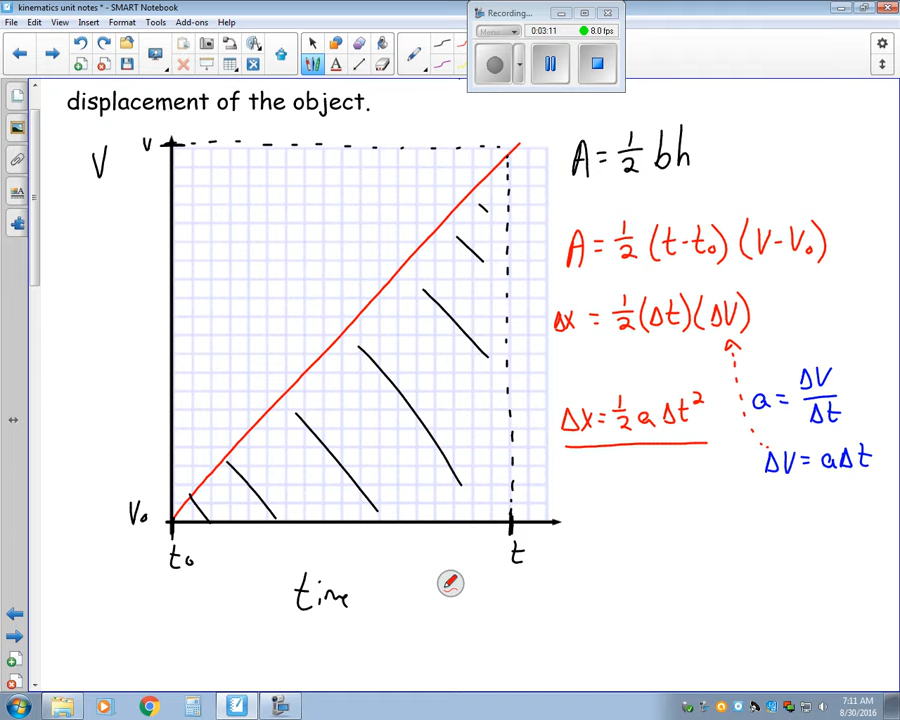 kinematics unit notes * - SMART Notebook
File Edit View Insert Format Tools Add-ons Help
Recording...
Menu
0:03:11
8.0 fps
displacement of the object.
V
V
V₀
t₀
t
time
A = 1/2 bh
A = 1/2 (t-t₀) (V-V₀)
Δx = 1/2 (Δt)(ΔV)
Δx = 1/2 a Δt²
a = ΔV/Δt
ΔV = aΔt
7:11 AM
8/30/2016